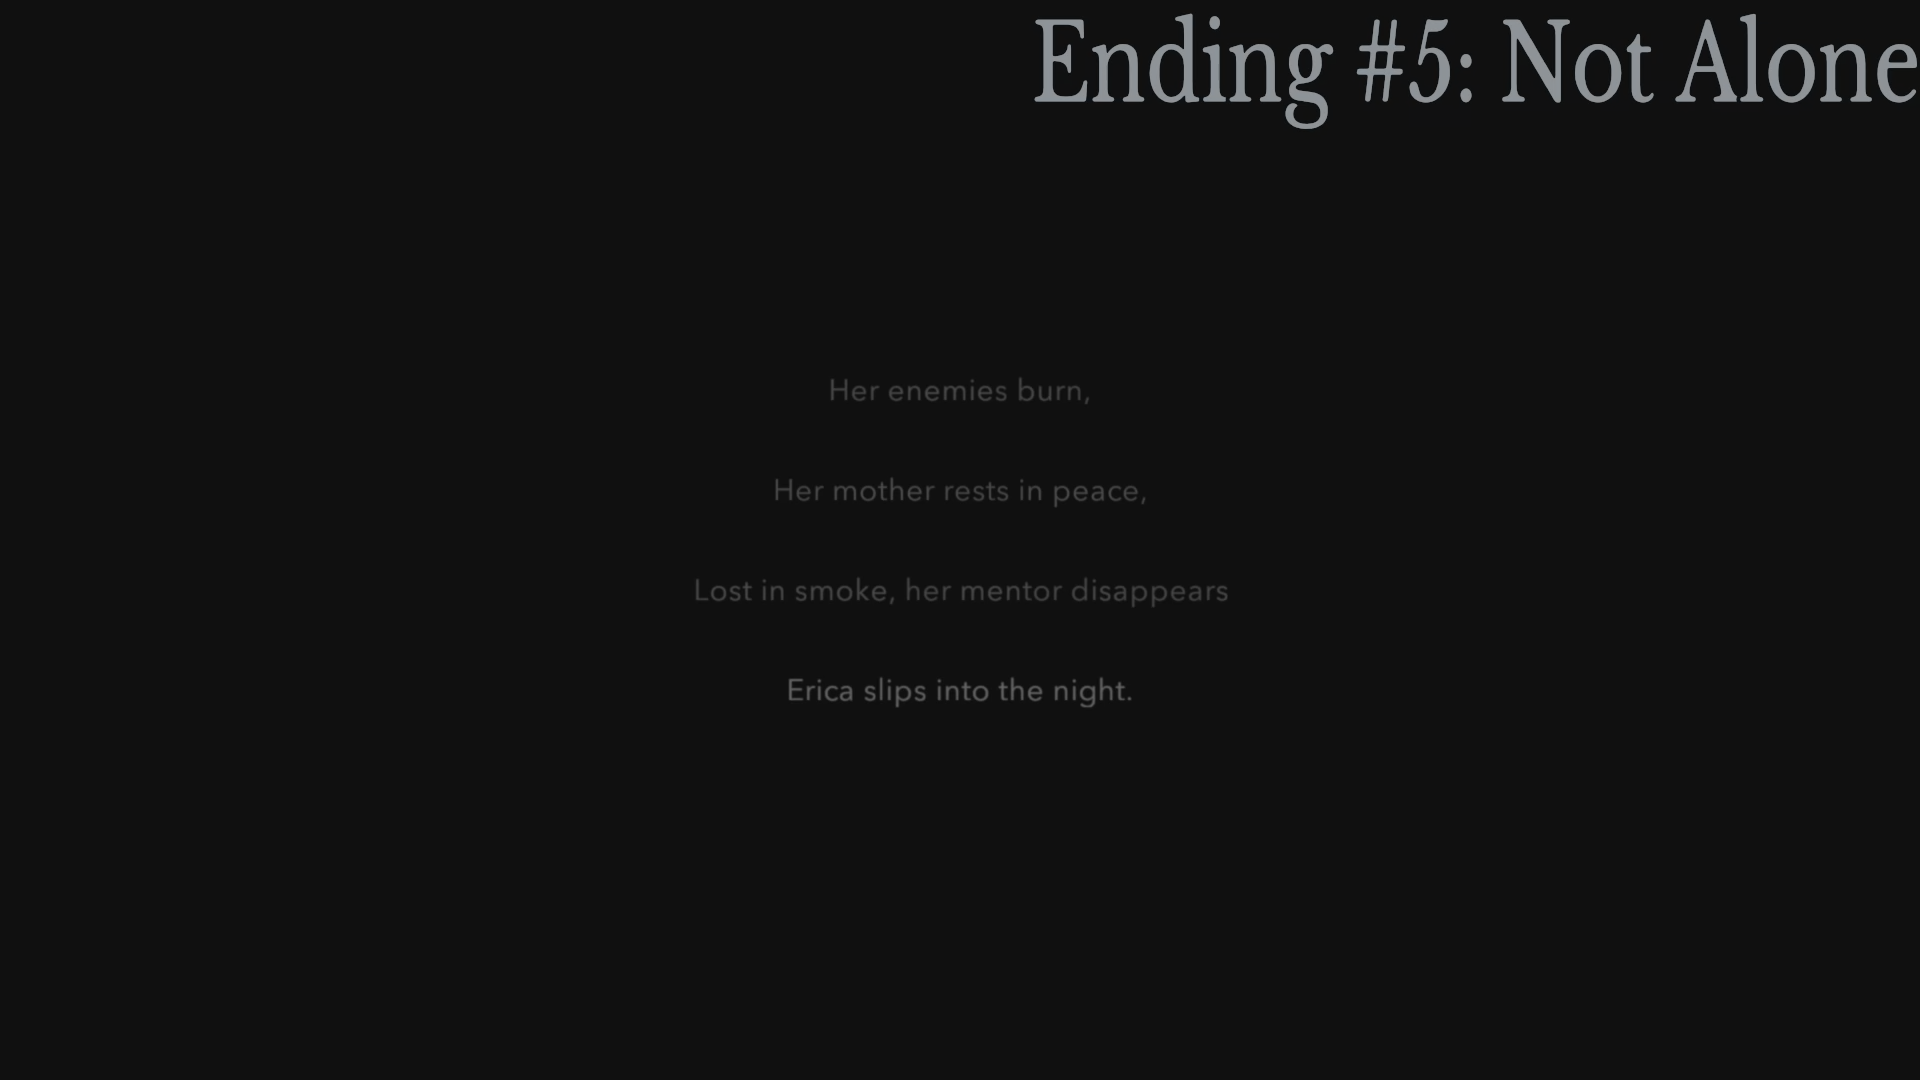 Ending #5: Not Alone
Her enemies burn,
Her mother rests in peace,
Lost in smoke, her mentor disappears
Erica slips into the night.